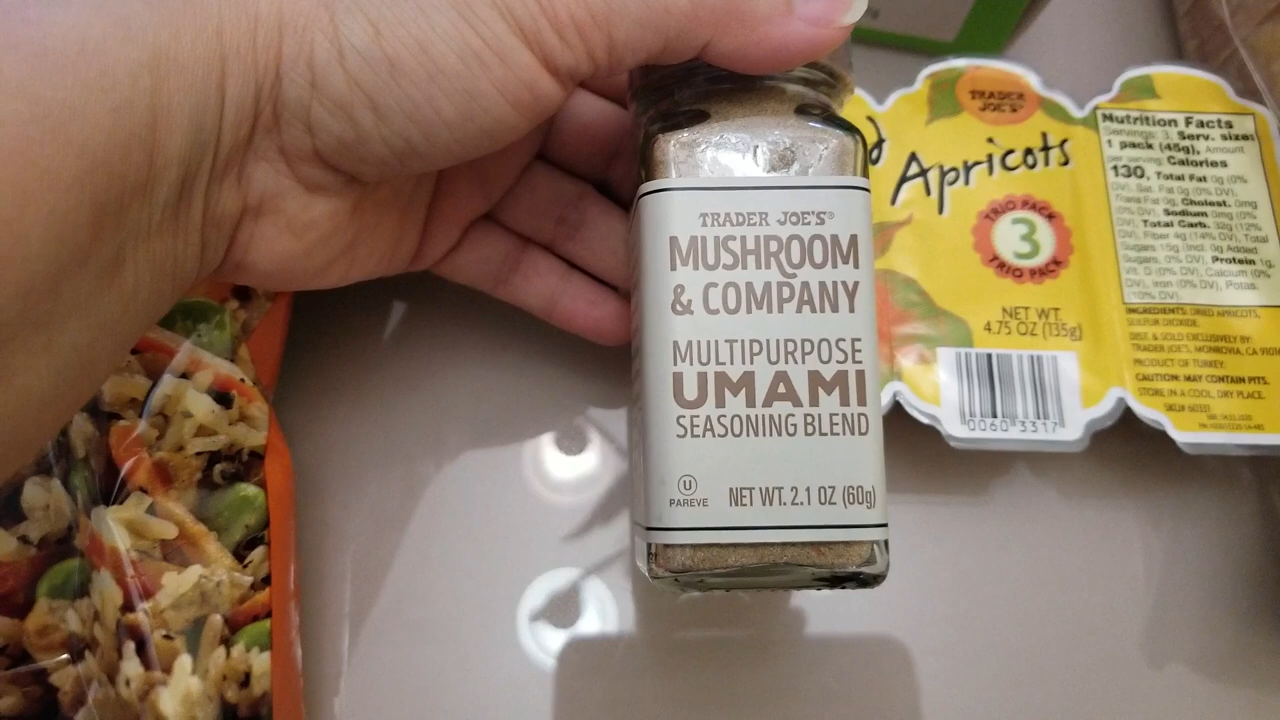 TRADER JOE'S®
MUSHROOM
& COMPANY
MULTIPURPOSE
UMAMI
SEASONING BLEND
U
PAREVE
NET WT. 2.1 OZ (60g)
TRADER
JOE'S
Apricots
TRIO PACK
3
TRIO PACK
NET WT.
4.75 OZ (135g)
0060 3317
Nutrition Facts
Servings: 3, Serv. size:
1 pack (45g), Amount
per serving: Calories
130, Total Fat 0g (0%
DV), Sat. Fat 0g (0% DV),
Trans Fat 0g, Cholest. 0mg
(0% DV), Sodium 0mg (0%
DV), Total Carb. 32g (12%
DV), Fiber 4g (14% DV), Total
Sugars 15g (Incl. 0g Added
Sugars, 0% DV), Protein 1g,
Vit. D (0% DV), Calcium (0%
DV), Iron (0% DV), Potas.
(10% DV).
INGREDIENTS: DRIED APRICOTS,
SULFUR DIOXIDE.
DIST. & SOLD EXCLUSIVELY BY:
TRADER JOE'S, MONROVIA, CA 91016
PRODUCT OF TURKEY.
CAUTION: MAY CONTAIN PITS.
STORE IN A COOL, DRY PLACE.
SKU# 60331